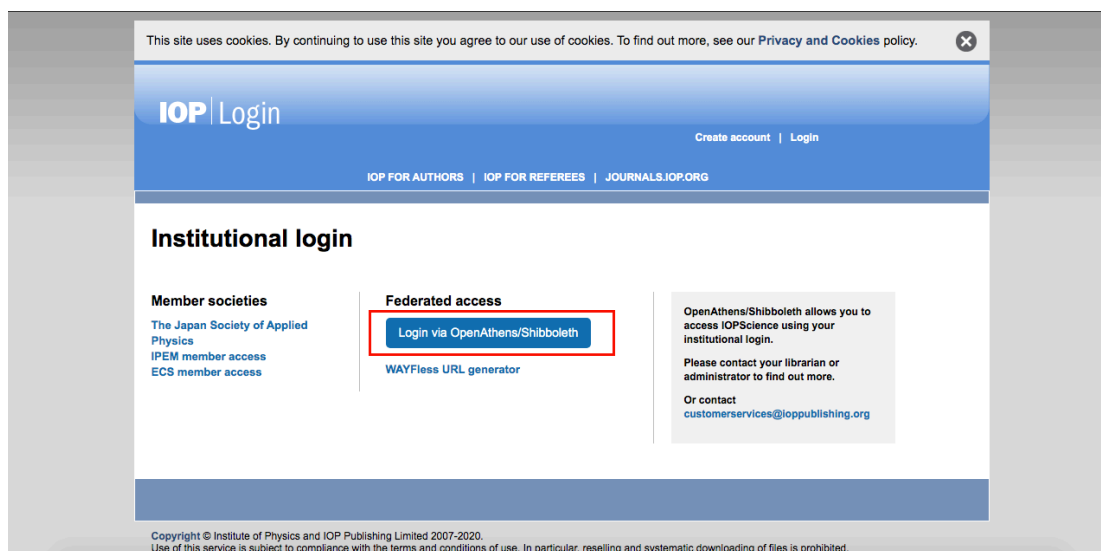 This site uses cookies. By continuing to use this site you agree to our use of cookies. To find out more, see our Privacy and Cookies policy.
IOP Login
Create account | Login
IOP FOR AUTHORS | IOP FOR REFEREES | JOURNALS.IOP.ORG
Institutional login
Member societies
The Japan Society of Applied
Physics
IPEM member access
ECS member access
Federated access
Login via OpenAthens/Shibboleth
WAYFless URL generator
OpenAthens/Shibboleth allows you to
access IOPScience using your
institutional login.
Please contact your librarian or
administrator to find out more.
Or contact
customerservices@ioppublishing.org
Copyright © Institute of Physics and IOP Publishing Limited 2007-2020.
Use of this service is subject to compliance with the terms and conditions of use. In particular, reselling and systematic downloading of files is prohibited.